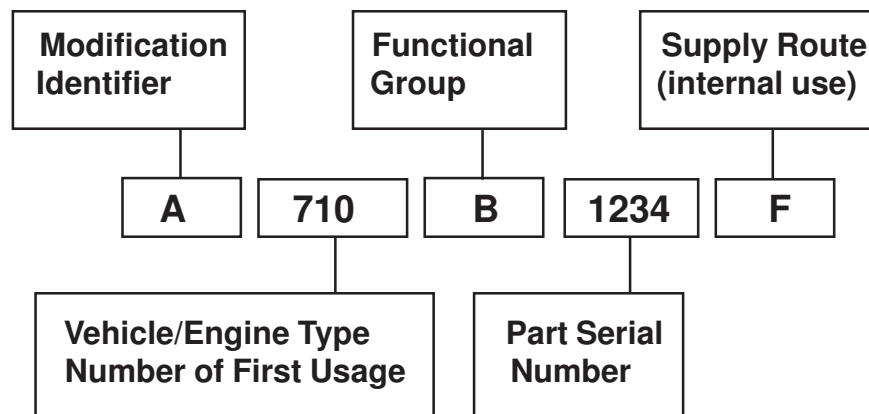 Modification
Identifier
Functional
Group
Supply Route
(internal use)
A 710 B 1234 F
Vehicle/Engine Type
Number of First Usage
Part Serial
Number